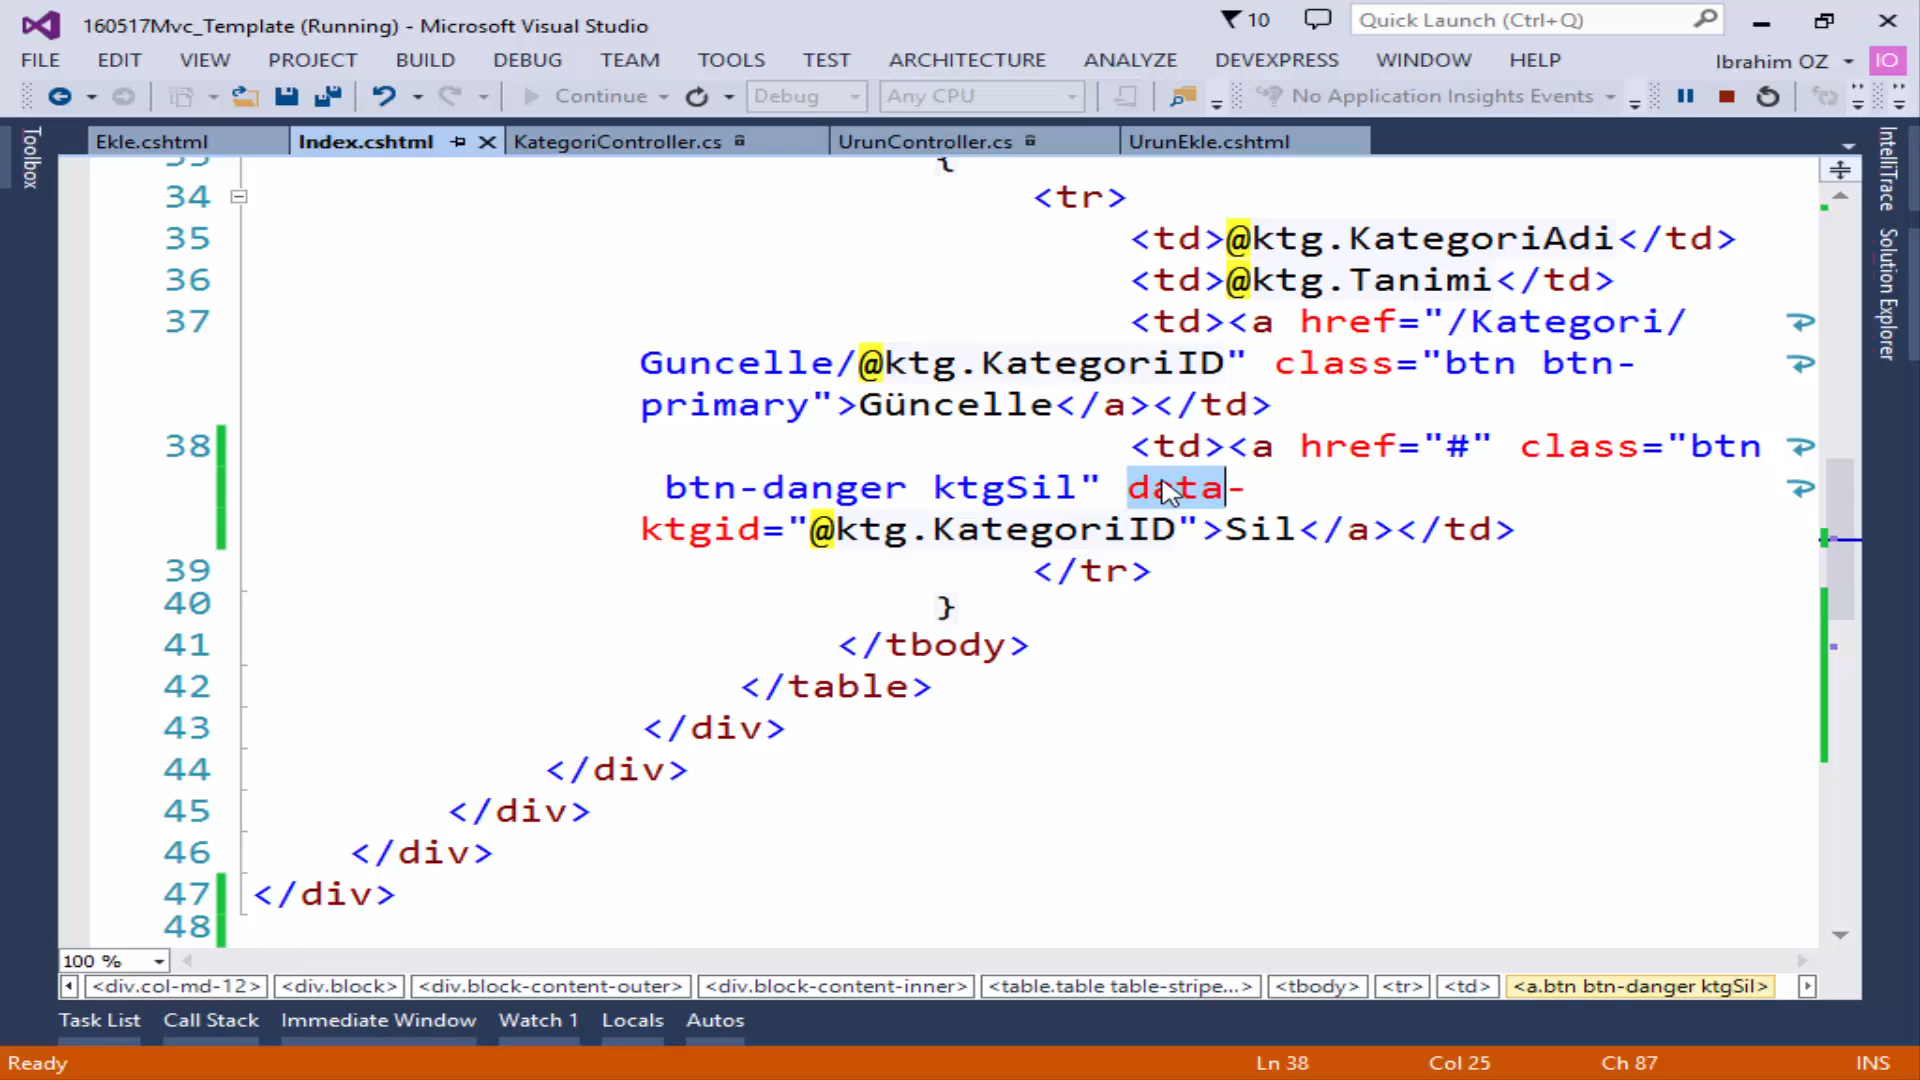 160517Mvc_Template (Running) - Microsoft Visual Studio
10
Quick Launch (Ctrl+Q)
FILE EDIT VIEW PROJECT BUILD DEBUG TEAM TOOLS TEST ARCHITECTURE ANALYZE DEVEXPRESS WINDOW HELP
Ibrahim OZ
IO
Continue
Debug
Any CPU
No Application Insights Events
Toolbox
Ekle.cshtml
Index.cshtml
KategoriController.cs
UrunController.cs
UrunEkle.cshtml
IntelliTrace
Solution Explorer
33 {
34 <tr>
35 <td>@ktg.KategoriAdi</td>
36 <td>@ktg.Tanimi</td>
37 <td><a href="/Kategori/
Guncelle/@ktg.KategoriID" class="btn btn-
primary">Güncelle</a></td>
38 <td><a href="#" class="btn
btn-danger ktgSil" data-
ktgid="@ktg.KategoriID">Sil</a></td>
39 </tr>
40 }
41 </tbody>
42 </table>
43 </div>
44 </div>
45 </div>
46 </div>
47 </div>
48
100 %
<div.col-md-12> <div.block> <div.block-content-outer> <div.block-content-inner> <table.table table-stripe...> <tbody> <tr> <td> <a.btn btn-danger ktgSil>
Task List Call Stack Immediate Window Watch 1 Locals Autos
Ready Ln 38 Col 25 Ch 87 INS